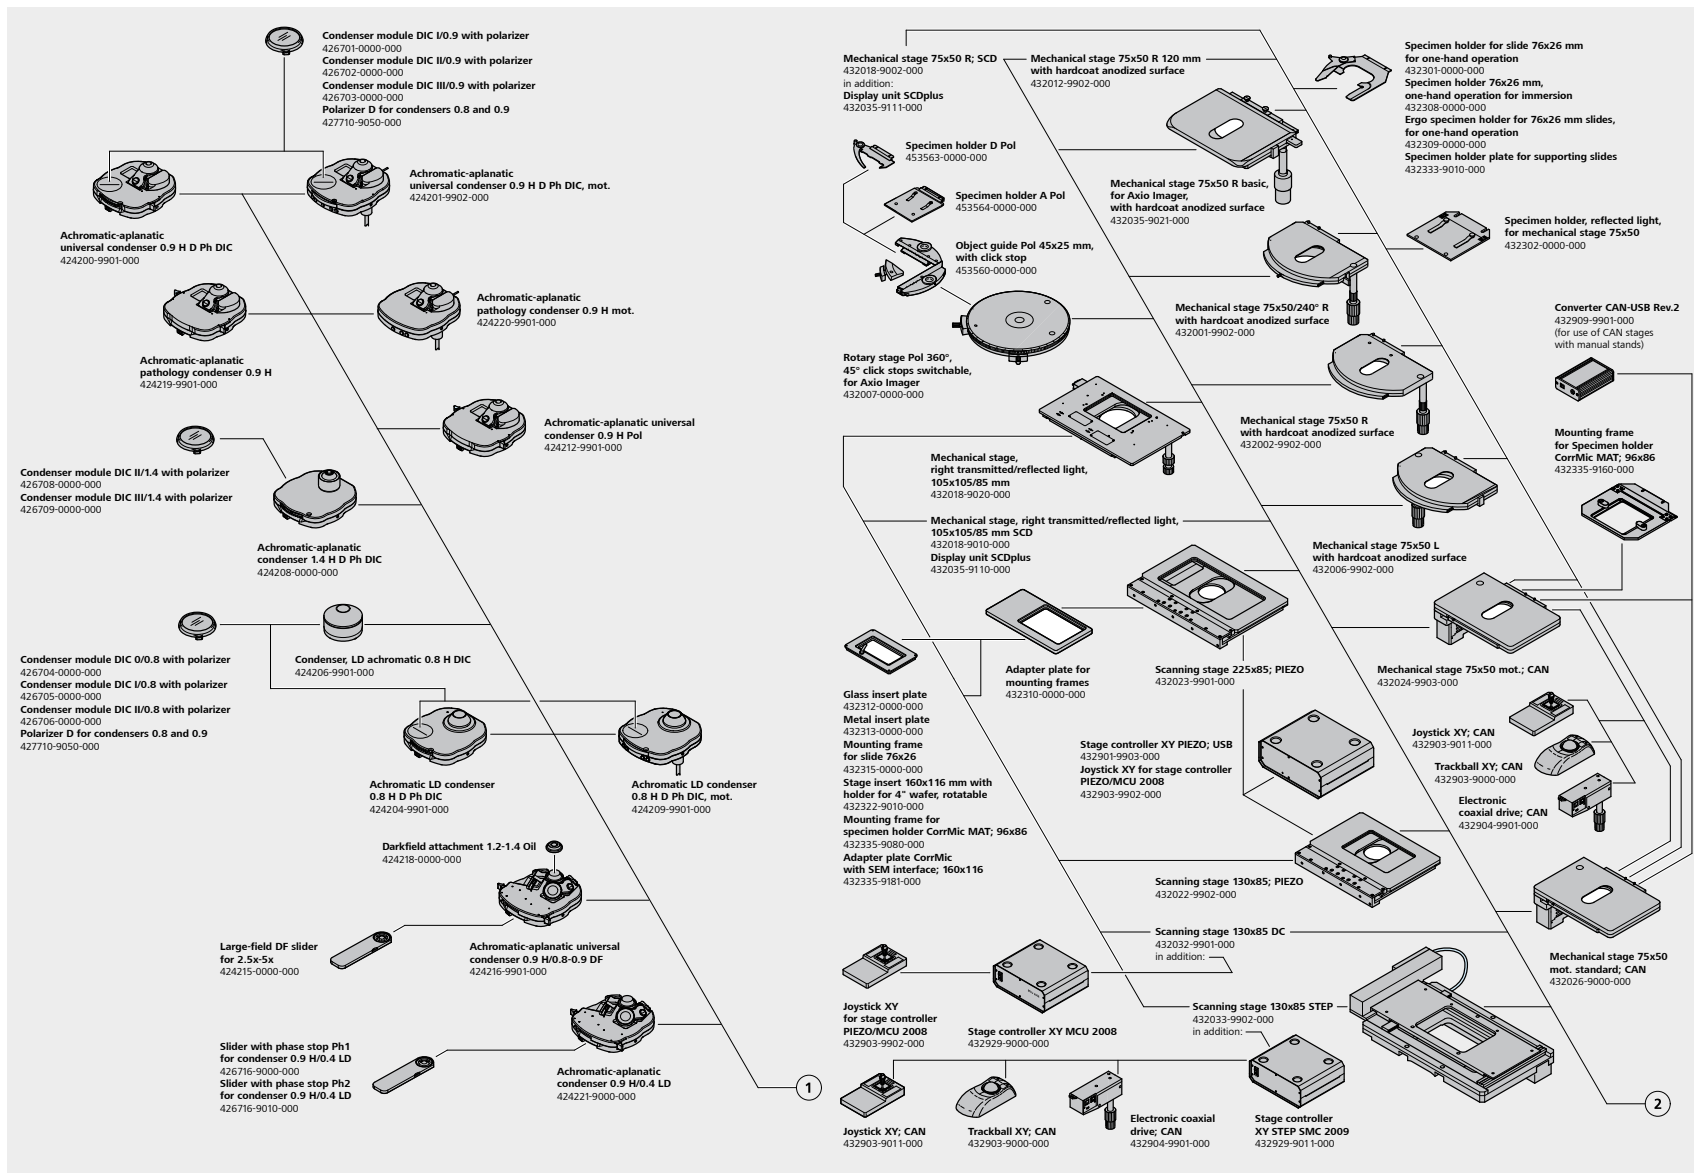 Condenser module DIC I/0.9 with polarizer
426701-0000-000
Condenser module DIC II/0.9 with polarizer
426702-0000-000
Condenser module DIC III/0.9 with polarizer
426703-0000-000
Polarizer D for condensers 0.8 and 0.9
427710-9050-000
Achromatic-aplanatic
universal condenser 0.9 H D Ph DIC, mot.
424201-9902-000
Achromatic-aplanatic
universal condenser 0.9 H D Ph DIC
424200-9901-000
Achromatic-aplanatic
pathology condenser 0.9 H mot.
424220-9901-000
Achromatic-aplanatic
pathology condenser 0.9 H
424219-9901-000
Achromatic-aplanatic universal
condenser 0.9 H Pol
424212-9901-000
Condenser module DIC II/1.4 with polarizer
426708-0000-000
Condenser module DIC III/1.4 with polarizer
426709-0000-000
Achromatic-aplanatic
condenser 1.4 H D Ph DIC
424208-0000-000
Condenser module DIC 0/0.8 with polarizer
426704-0000-000
Condenser module DIC I/0.8 with polarizer
426705-0000-000
Condenser module DIC II/0.8 with polarizer
426706-0000-000
Polarizer D for condensers 0.8 and 0.9
427710-9050-000
Condenser, LD achromatic 0.8 H DIC
424206-9901-000
Achromatic LD condenser
0.8 H D Ph DIC
424204-9901-000
Achromatic LD condenser
0.8 H D Ph DIC, mot.
424209-9901-000
Darkfield attachment 1.2-1.4 Oil
424218-0000-000
Large-field DF slider
for 2.5x-5x
424215-0000-000
Achromatic-aplanatic universal
condenser 0.9 H/0.8-0.9 DF
424216-9901-000
Slider with phase stop Ph1
for condenser 0.9 H/0.4 LD
426716-9000-000
Slider with phase stop Ph2
for condenser 0.9 H/0.4 LD
426716-9010-000
Achromatic-aplanatic
condenser 0.9 H/0.4 LD
424221-9000-000
1
Mechanical stage 75x50 R; SCD
432018-9002-000
in addition:
Display unit SCDplus
432035-9111-000
Mechanical stage 75x50 R 120 mm
with hardcoat anodized surface
432012-9902-000
Specimen holder for slide 76x26 mm
for one-hand operation
432301-0000-000
Specimen holder 76x26 mm,
one-hand operation for immersion
432308-0000-000
Ergo specimen holder for 76x26 mm slides,
for one-hand operation
432309-0000-000
Specimen holder plate for supporting slides
432333-9010-000
Specimen holder D Pol
453563-0000-000
Specimen holder A Pol
453564-0000-000
Mechanical stage 75x50 R basic,
for Axio Imager,
with hardcoat anodized surface
432035-9021-000
Specimen holder, reflected light,
for mechanical stage 75x50
432302-0000-000
Object guide Pol 45x25 mm,
with click stop
453560-0000-000
Mechanical stage 75x50/240° R
with hardcoat anodized surface
432001-9902-000
Converter CAN-USB Rev.2
432909-9901-000
(for use of CAN stages
with manual stands)
Rotary stage Pol 360°,
45° click stops switchable,
for Axio Imager
432007-0000-000
Mechanical stage 75x50 R
with hardcoat anodized surface
432002-9902-000
Mounting frame
for Specimen holder
CorrMic MAT; 96x86
432335-9160-000
Mechanical stage,
right transmitted/reflected light,
105x105/85 mm
432018-9020-000
Mechanical stage, right transmitted/reflected light,
105x105/85 mm SCD
432018-9010-000
Display unit SCDplus
432035-9110-000
Mechanical stage 75x50 L
with hardcoat anodized surface
432006-9902-000
Adapter plate for
mounting frames
432310-0000-000
Scanning stage 225x85; PIEZO
432023-9901-000
Mechanical stage 75x50 mot.; CAN
432024-9903-000
Glass insert plate
432312-0000-000
Metal insert plate
432313-0000-000
Mounting frame
for slide 76x26
432315-0000-000
Stage insert 160x116 mm with
holder for 4" wafer, rotatable
432322-9010-000
Mounting frame for
specimen holder CorrMic MAT; 96x86
432335-9080-000
Adapter plate CorrMic
with SEM interface; 160x116
432335-9181-000
Stage controller XY PIEZO; USB
432901-9903-000
Joystick XY for stage controller
PIEZO/MCU 2008
432903-9902-000
Joystick XY; CAN
432903-9011-000
Trackball XY; CAN
432903-9000-000
Electronic
coaxial drive; CAN
432904-9901-000
Scanning stage 130x85; PIEZO
432022-9902-000
Scanning stage 130x85 DC
432032-9901-000
in addition:
Mechanical stage 75x50
mot. standard; CAN
432026-9000-000
Joystick XY
for stage controller
PIEZO/MCU 2008
432903-9902-000
Stage controller XY MCU 2008
432929-9000-000
Scanning stage 130x85 STEP
432033-9902-000
in addition:
Joystick XY; CAN
432903-9011-000
Trackball XY; CAN
432903-9000-000
Electronic coaxial
drive; CAN
432904-9901-000
Stage controller
XY STEP SMC 2009
432929-9011-000
2